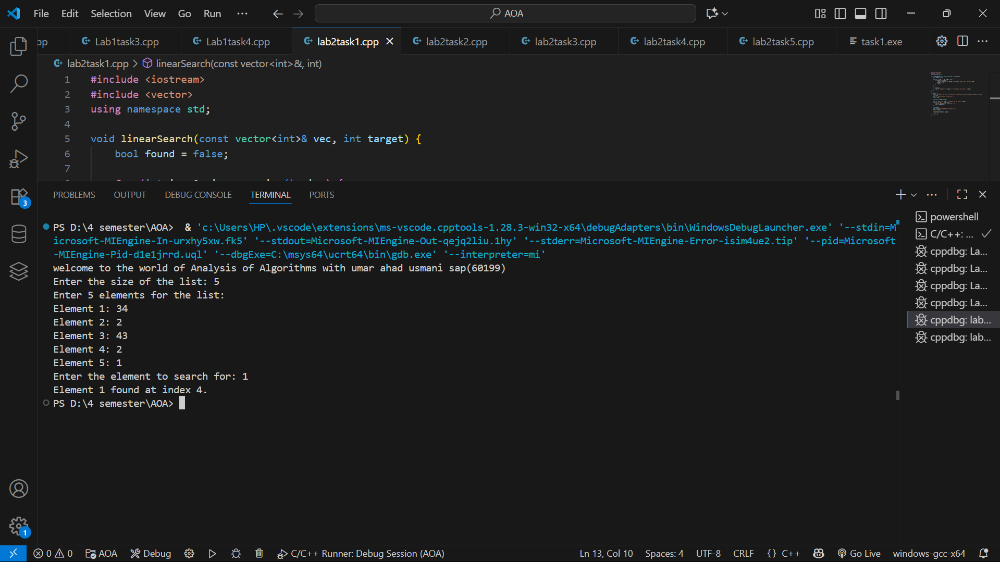 File Edit Selection View Go Run ··· AOA
pp Lab1task3.cpp Lab1task4.cpp lab2task1.cpp lab2task2.cpp lab2task3.cpp lab2task4.cpp lab2task5.cpp task1.exe ···
lab2task1.cpp > linearSearch(const vector<int>&, int)
1 #include <iostream>
2 #include <vector>
3 using namespace std;
4
5 void linearSearch(const vector<int>& vec, int target) {
6 bool found = false;
7
PROBLEMS OUTPUT DEBUG CONSOLE TERMINAL PORTS
PS D:\4 semester\AOA>  & 'c:\Users\HP\.vscode\extensions\ms-vscode.cpptools-1.28.3-win32-x64\debugAdapters\bin\WindowsDebugLauncher.exe' '--stdin=M
icrosoft-MIEngine-In-urxhy5xw.fk5' '--stdout=Microsoft-MIEngine-Out-qejq2liu.1hy' '--stderr=Microsoft-MIEngine-Error-isim4ue2.tip' '--pid=Microsoft
-MIEngine-Pid-d1e1jrrd.uql' '--dbgExe=C:\msys64\ucrt64\bin\gdb.exe' '--interpreter=mi'
welcome to the world of Analysis of Algorithms with umar ahad usmani sap(60199)
Enter the size of the list: 5
Enter 5 elements for the list:
Element 1: 34
Element 2: 2
Element 3: 43
Element 4: 2
Element 5: 1
Enter the element to search for: 1
Element 1 found at index 4.
PS D:\4 semester\AOA>
powershell
C/C++: ...
cppdbg: La...
cppdbg: La...
cppdbg: La...
cppdbg: La...
cppdbg: lab...
cppdbg: lab...
3
1
0 0 AOA Debug C/C++ Runner: Debug Session (AOA) Ln 13, Col 10 Spaces: 4 UTF-8 CRLF {} C++ Go Live windows-gcc-x64